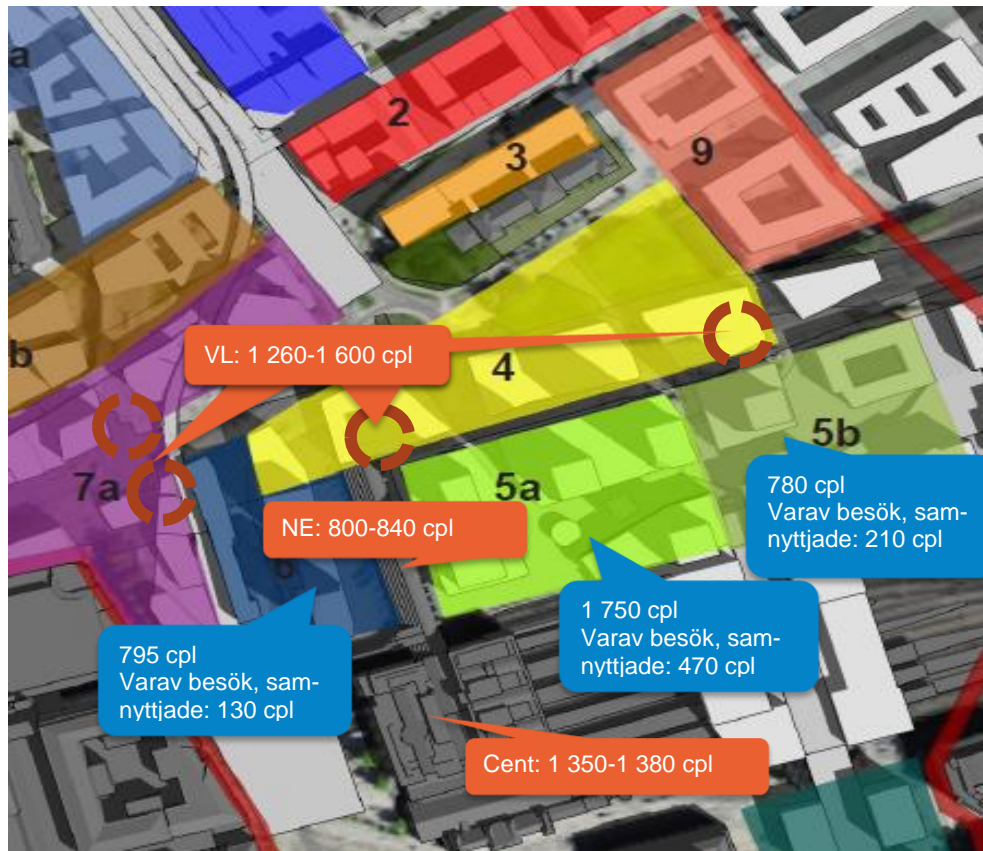 a
2
3
9
b
VL: 1 260-1 600 cpl
4
7a
5a
5b
780 cpl
Varav besök, sam-
nyttjade: 210 cpl
NE: 800-840 cpl
6
1 750 cpl
Varav besök, sam-
nyttjade: 470 cpl
795 cpl
Varav besök, sam-
nyttjade: 130 cpl
Cent: 1 350-1 380 cpl